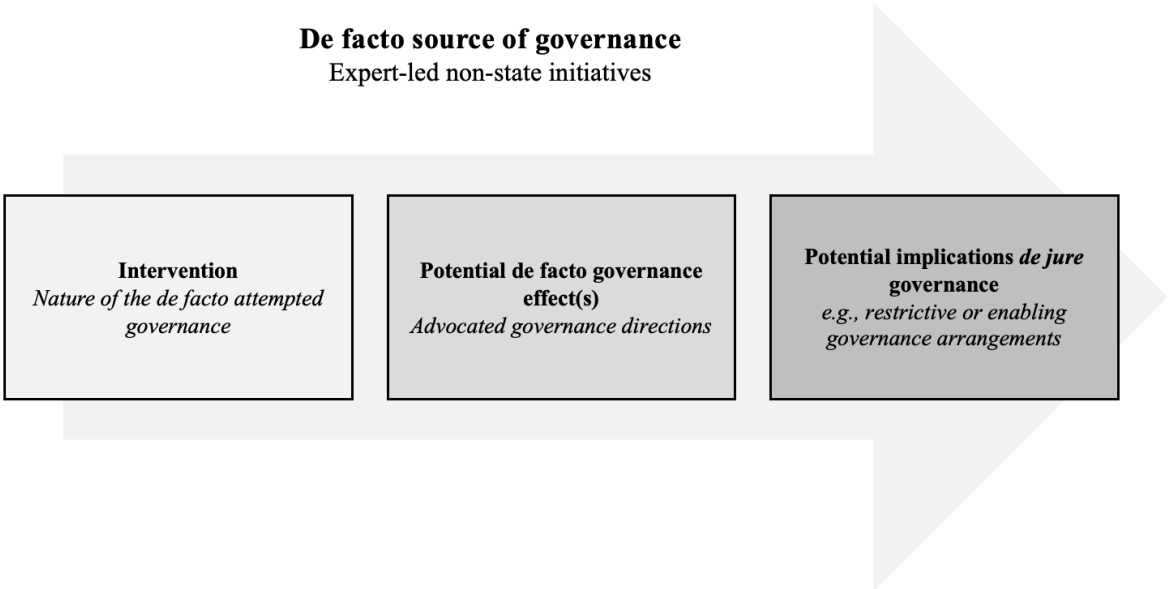 De facto source of governance
Expert-led non-state initiatives
Intervention
Nature of the de facto attempted
governance
Potential de facto governance
effect(s)
Advocated governance directions
Potential implications de jure
governance
e.g., restrictive or enabling
governance arrangements